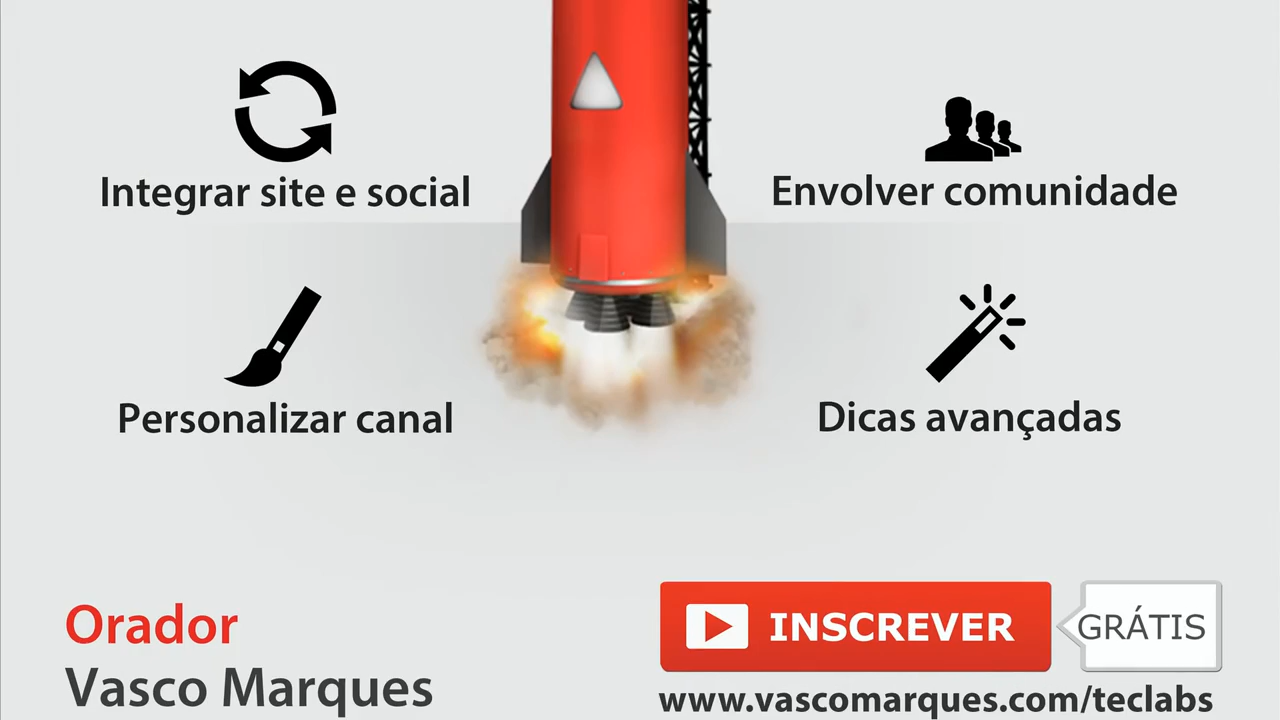 Integrar site e social
Envolver comunidade
Personalizar canal
Dicas avançadas
Orador
Vasco Marques
INSCREVER
GRÁTIS
www.vascomarques.com/teclabs